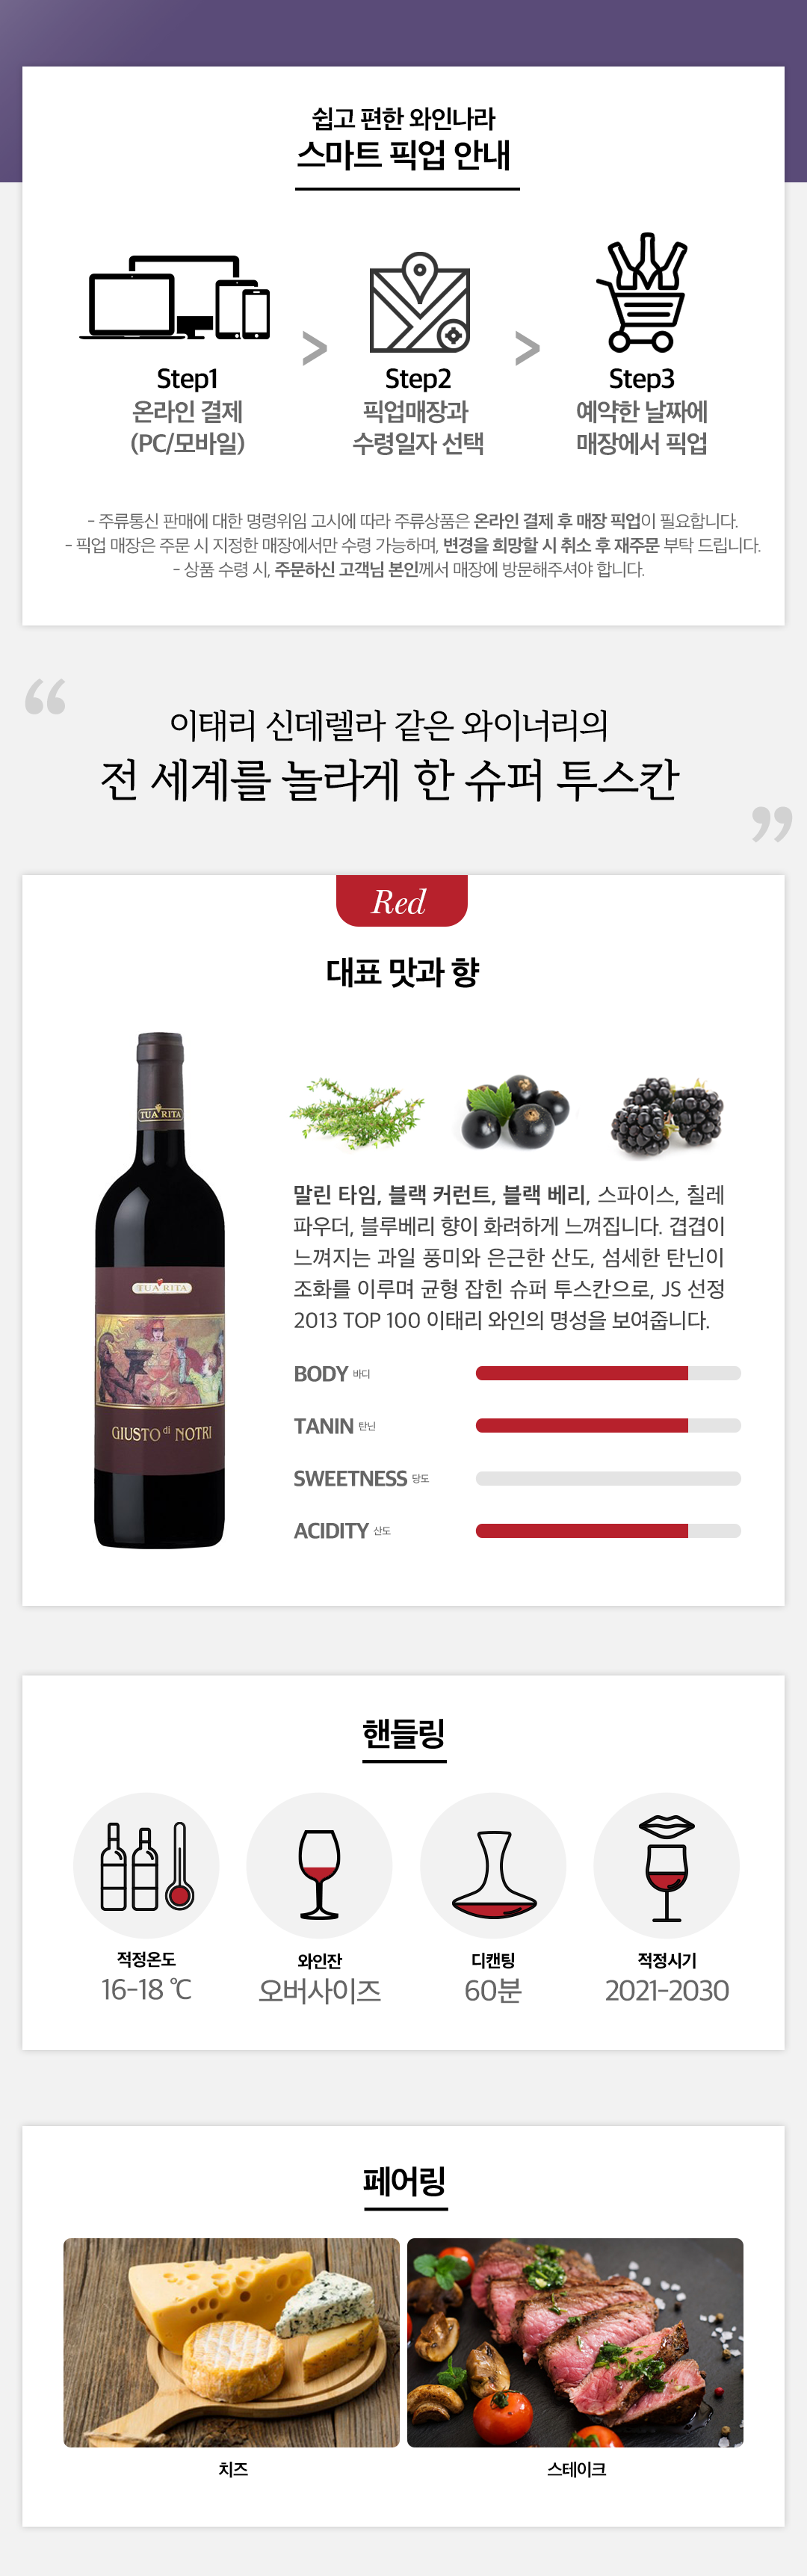 쉽고 편한 와인나라
스마트 픽업 안내
Step1
온라인 결제
(PC/모바일)
>
Step2
픽업매장과
수령일자 선택
>
Step3
예약한 날짜에
매장에서 픽업
- 주류통신 판매에 대한 명령위임 고시에 따라 주류상품은 온라인 결제 후 매장 픽업이 필요합니다.
- 픽업 매장은 주문 시 지정한 매장에서만 수령 가능하며, 변경을 희망할 시 취소 후 재주문 부탁 드립니다.
- 상품 수령 시, 주문하신 고객님 본인께서 매장에 방문해주셔야 합니다.
“
이태리 신데렐라 같은 와이너리의
전 세계를 놀라게 한 슈퍼 투스칸
”
Red
대표 맛과 향
TUA RITA
TUA RITA
GIUSTO di NOTRI
말린 타임, 블랙 커런트, 블랙 베리, 스파이스, 칠레
파우더, 블루베리 향이 화려하게 느껴집니다. 겹겹이
느껴지는 과일 풍미와 은근한 산도, 섬세한 탄닌이
조화를 이루며 균형 잡힌 슈퍼 투스칸으로, JS 선정
2013 TOP 100 이태리 와인의 명성을 보여줍니다.
BODY 바디
TANIN 탄닌
SWEETNESS 당도
ACIDITY 산도
핸들링
적정온도
16-18 ℃
와인잔
오버사이즈
디캔팅
60분
적정시기
2021-2030
페어링
치즈
스테이크